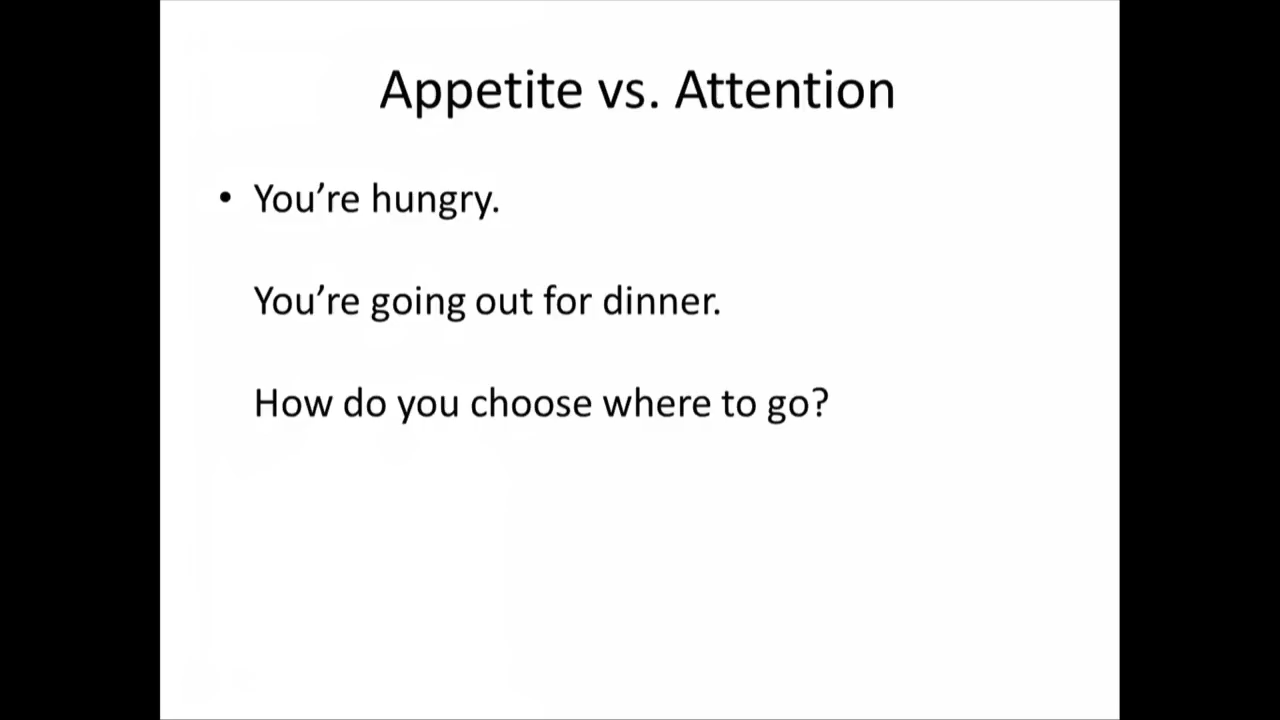 Appetite vs. Attention
• You’re hungry.
You’re going out for dinner.
How do you choose where to go?